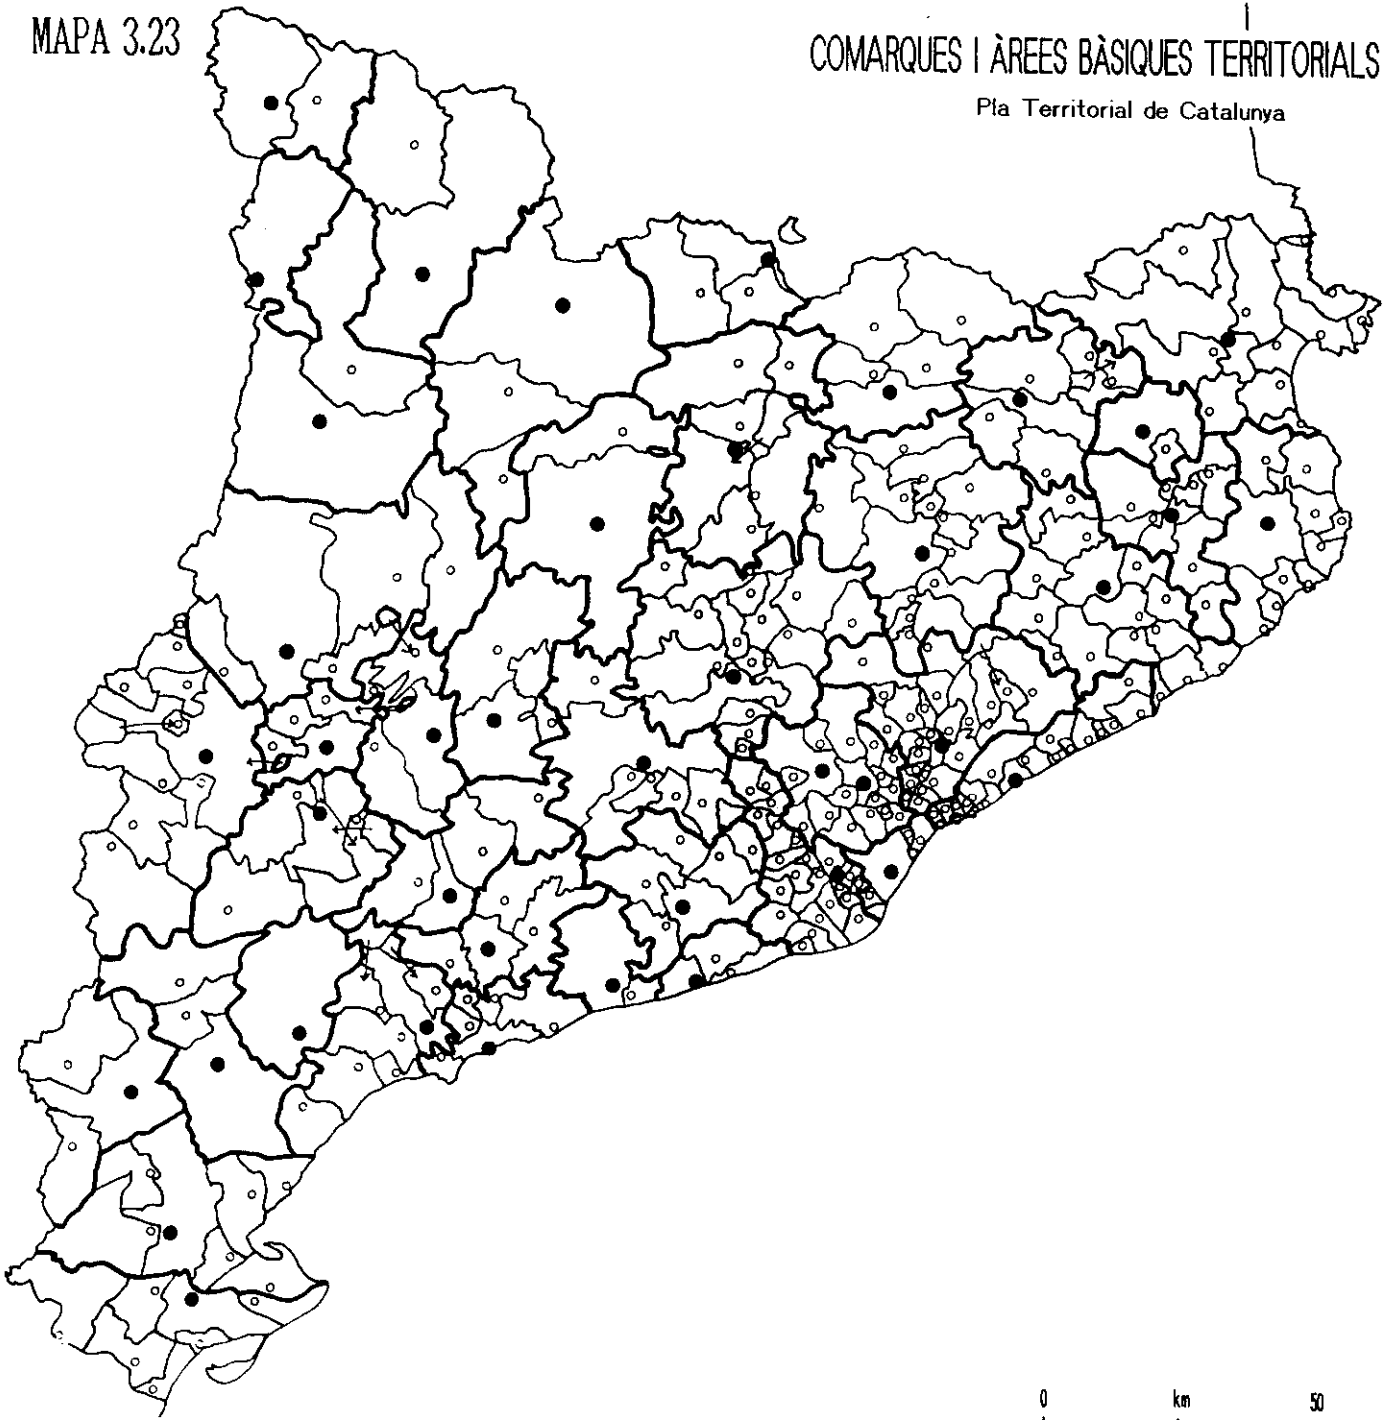 MAPA 3.23
COMARQUES I ÀREES BÀSIQUES TERRITORIALS
Pla Territorial de Catalunya
0 km 50